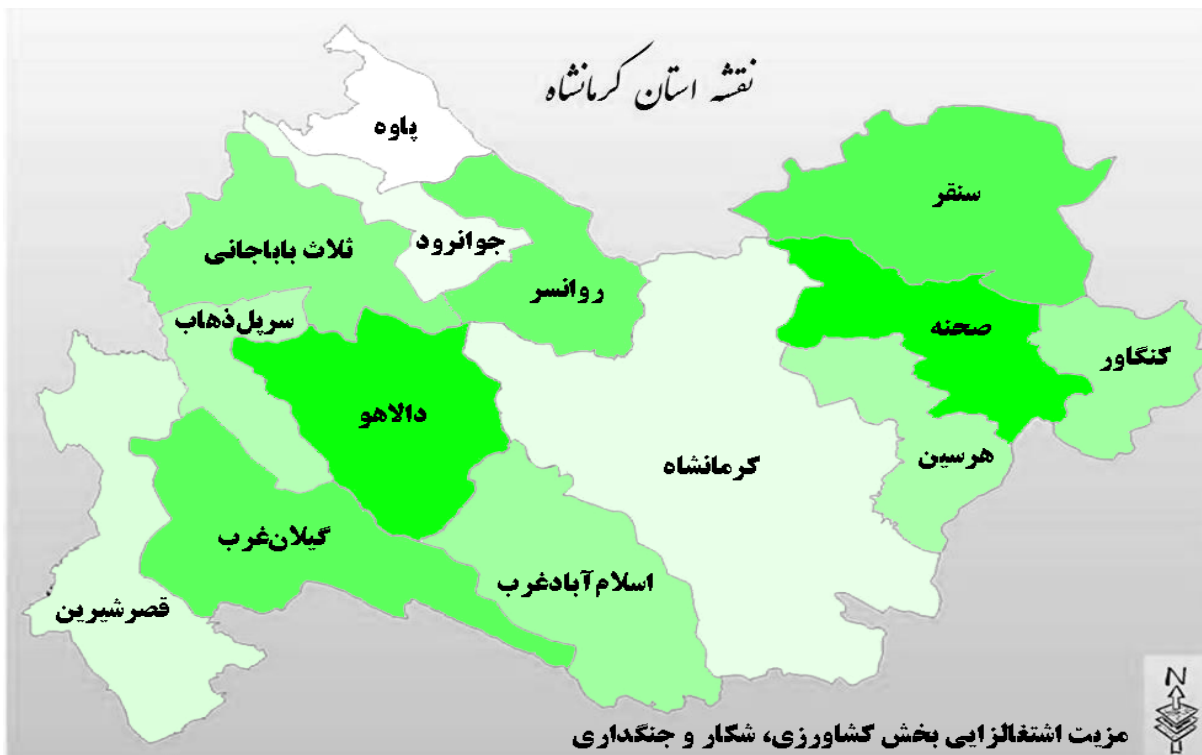 نقشه استان کرمانشاه
پاوه
سنقر
جوانرود
ثلاث باباجانی
روانسر
سرپل‌ذهاب
صحنه
کنگاور
دالاهو
هرسین
کرمانشاه
گیلان‌غرب
اسلام‌آبادغرب
قصرشیرین
N
مزیت اشتغالزایی بخش کشاورزی، شکار و جنگداری